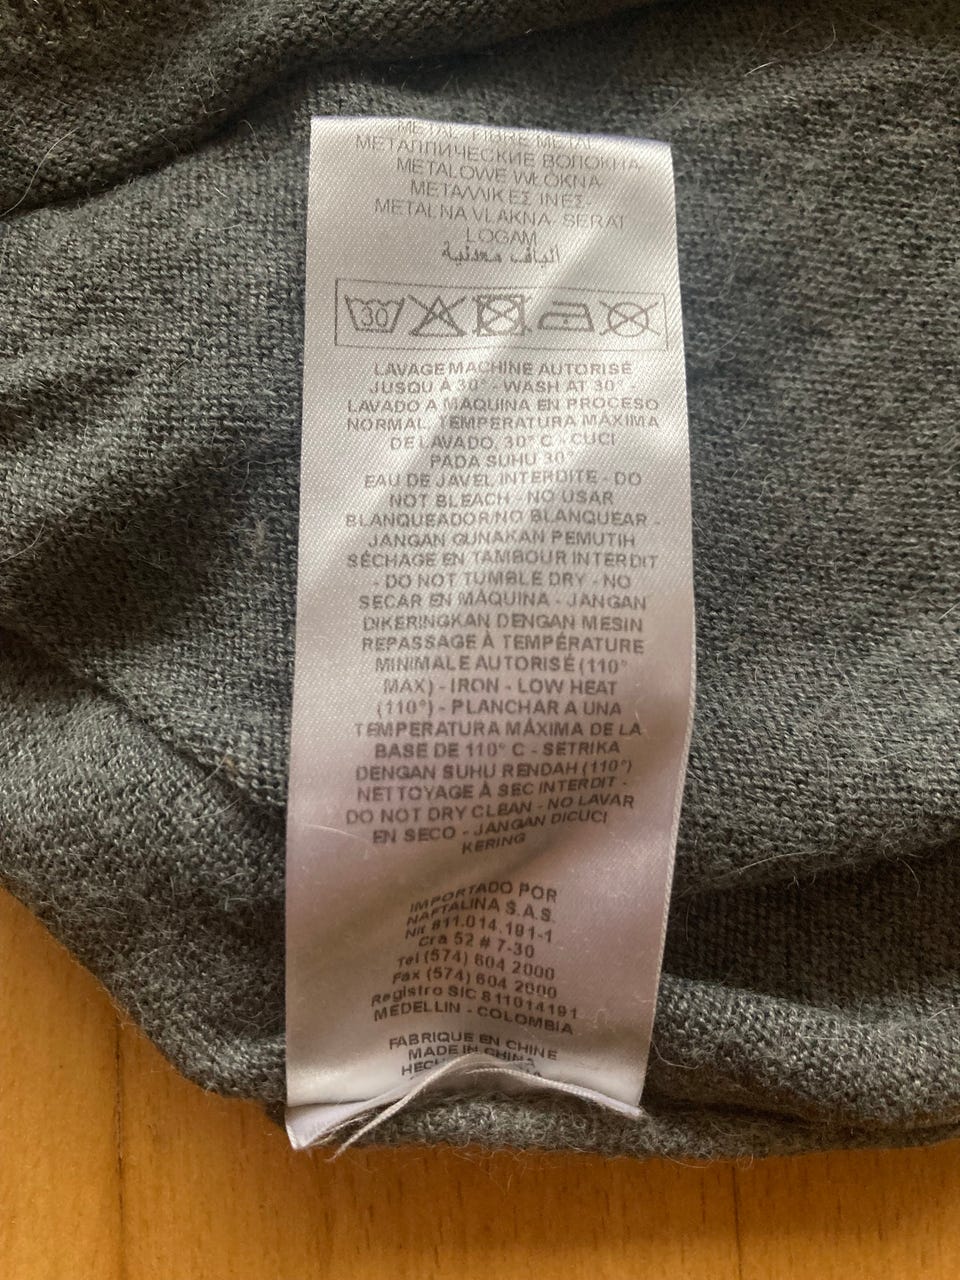 METAL
МЕТАЛЛИЧЕСКИЕ ВОЛОКНА-
METALOWE WŁÓKNA-
ΜΕΤΑΛΛΙΚΕΣ ΙΝΕΣ-
METALNA VLAKNA- SERAT
LOGAM
الياف معدنية
30
LAVAGE MACHINE AUTORISÉ
JUSQU'À 30° - WASH AT 30° -
LAVADO A MÁQUINA EN PROCESO
NORMAL, TEMPERATURA MÁXIMA
DE LAVADO, 30° C - CUCI
PADA SUHU 30°
EAU DE JAVEL INTERDITE - DO
NOT BLEACH - NO USAR
BLANQUEADOR/NO BLANQUEAR -
JANGAN GUNAKAN PEMUTIH
SÉCHAGE EN TAMBOUR INTERDIT
- DO NOT TUMBLE DRY - NO
SECAR EN MÁQUINA - JANGAN
DIKERINGKAN DENGAN MESIN
REPASSAGE À TEMPÉRATURE
MINIMALE AUTORISÉ (110°
MAX) - IRON - LOW HEAT
(110°) - PLANCHAR A UNA
TEMPERATURA MÁXIMA DE LA
BASE DE 110° C - SETRIKA
DENGAN SUHU RENDAH (110°)
NETTOYAGE À SEC INTERDIT -
DO NOT DRY CLEAN - NO LAVAR
EN SECO - JANGAN DICUCI
KERING
IMPORTADO POR
NAFTALINA S.A.S.
Nit 811.014.191-1
Cra 52 # 7-30
Tel (574) 604 2000
Fax (574) 604 2000
Registro SIC 811014191
MEDELLIN - COLOMBIA
FABRIQUE EN CHINE
MADE IN CHINA